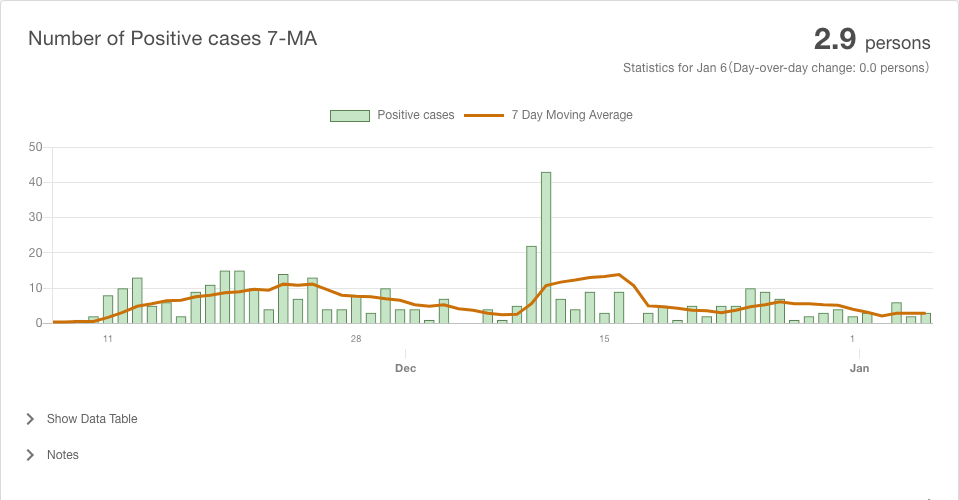 Number of Positive cases 7-MA
2.9 persons
Statistics for Jan 6(Day-over-day change: 0.0 persons)
Positive cases 7 Day Moving Average
50
40
30
20
10
0
11 28 15 1
Dec Jan
Show Data Table
Notes